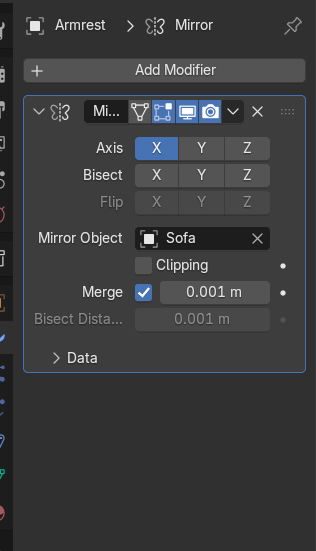 Armrest > Mirror
+ Add Modifier
Mi...
Axis X Y Z
Bisect X Y Z
Flip X Y Z
Mirror Object Sofa
Clipping
Merge 0.001 m
Bisect Dista... 0.001 m
Data